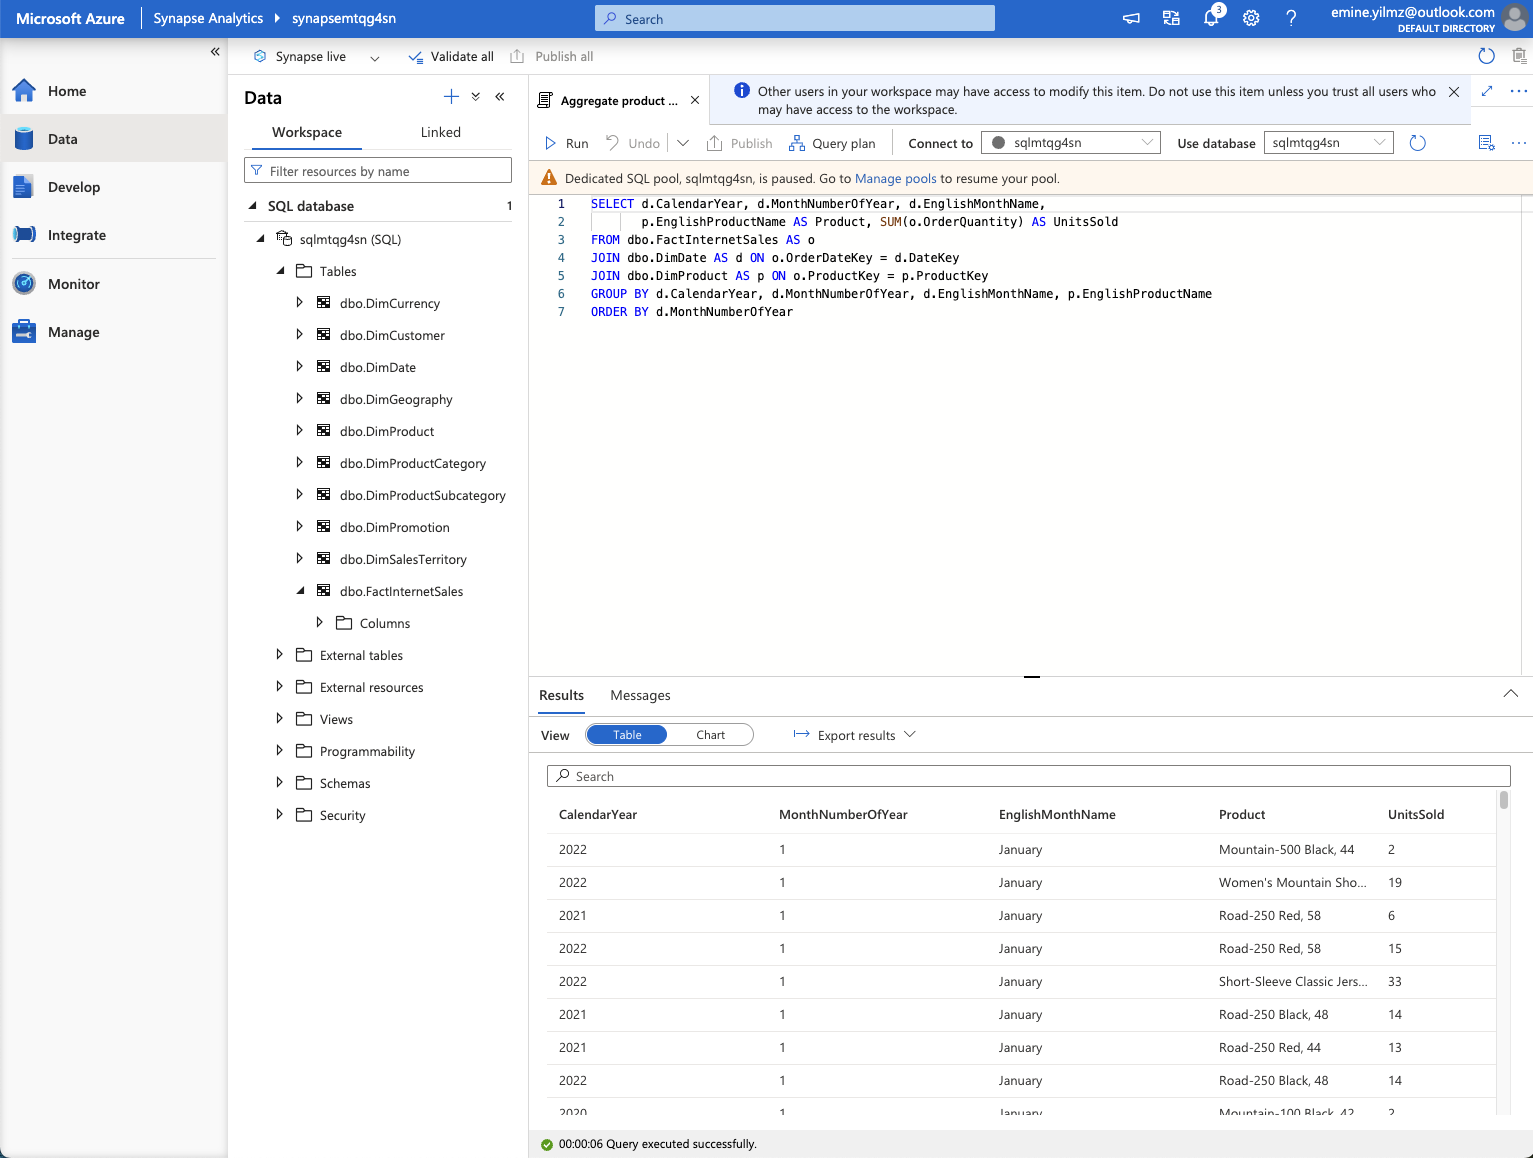 Microsoft Azure
Synapse Analytics
synapsemtqg4sn
Search
3
emine.yilmz@outlook.com
DEFAULT DIRECTORY
Home
Data
Develop
Integrate
Monitor
Manage
Synapse live
Validate all
Publish all
Data
Workspace
Linked
Filter resources by name
SQL database
1
sqlmtqg4sn (SQL)
Tables
dbo.DimCurrency
dbo.DimCustomer
dbo.DimDate
dbo.DimGeography
dbo.DimProduct
dbo.DimProductCategory
dbo.DimProductSubcategory
dbo.DimPromotion
dbo.DimSalesTerritory
dbo.FactInternetSales
Columns
External tables
External resources
Views
Programmability
Schemas
Security
Aggregate product ...
Other users in your workspace may have access to modify this item. Do not use this item unless you trust all users who
may have access to the workspace.
Run
Undo
Publish
Query plan
Connect to
sqlmtqg4sn
Use database
sqlmtqg4sn
Dedicated SQL pool, sqlmtqg4sn, is paused. Go to Manage pools to resume your pool.
1 SELECT d.CalendarYear, d.MonthNumberOfYear, d.EnglishMonthName,
2 p.EnglishProductName AS Product, SUM(o.OrderQuantity) AS UnitsSold
3 FROM dbo.FactInternetSales AS o
4 JOIN dbo.DimDate AS d ON o.OrderDateKey = d.DateKey
5 JOIN dbo.DimProduct AS p ON o.ProductKey = p.ProductKey
6 GROUP BY d.CalendarYear, d.MonthNumberOfYear, d.EnglishMonthName, p.EnglishProductName
7 ORDER BY d.MonthNumberOfYear
Results
Messages
View
Table
Chart
Export results
Search
CalendarYear MonthNumberOfYear EnglishMonthName Product UnitsSold
2022 1 January Mountain-500 Black, 44 2
2022 1 January Women's Mountain Sho... 19
2021 1 January Road-250 Red, 58 6
2022 1 January Road-250 Red, 58 15
2022 1 January Short-Sleeve Classic Jers... 33
2021 1 January Road-250 Black, 48 14
2021 1 January Road-250 Red, 44 13
2022 1 January Road-250 Black, 48 14
2020 1 January Mountain-100 Black, 42 2
00:00:06 Query executed successfully.